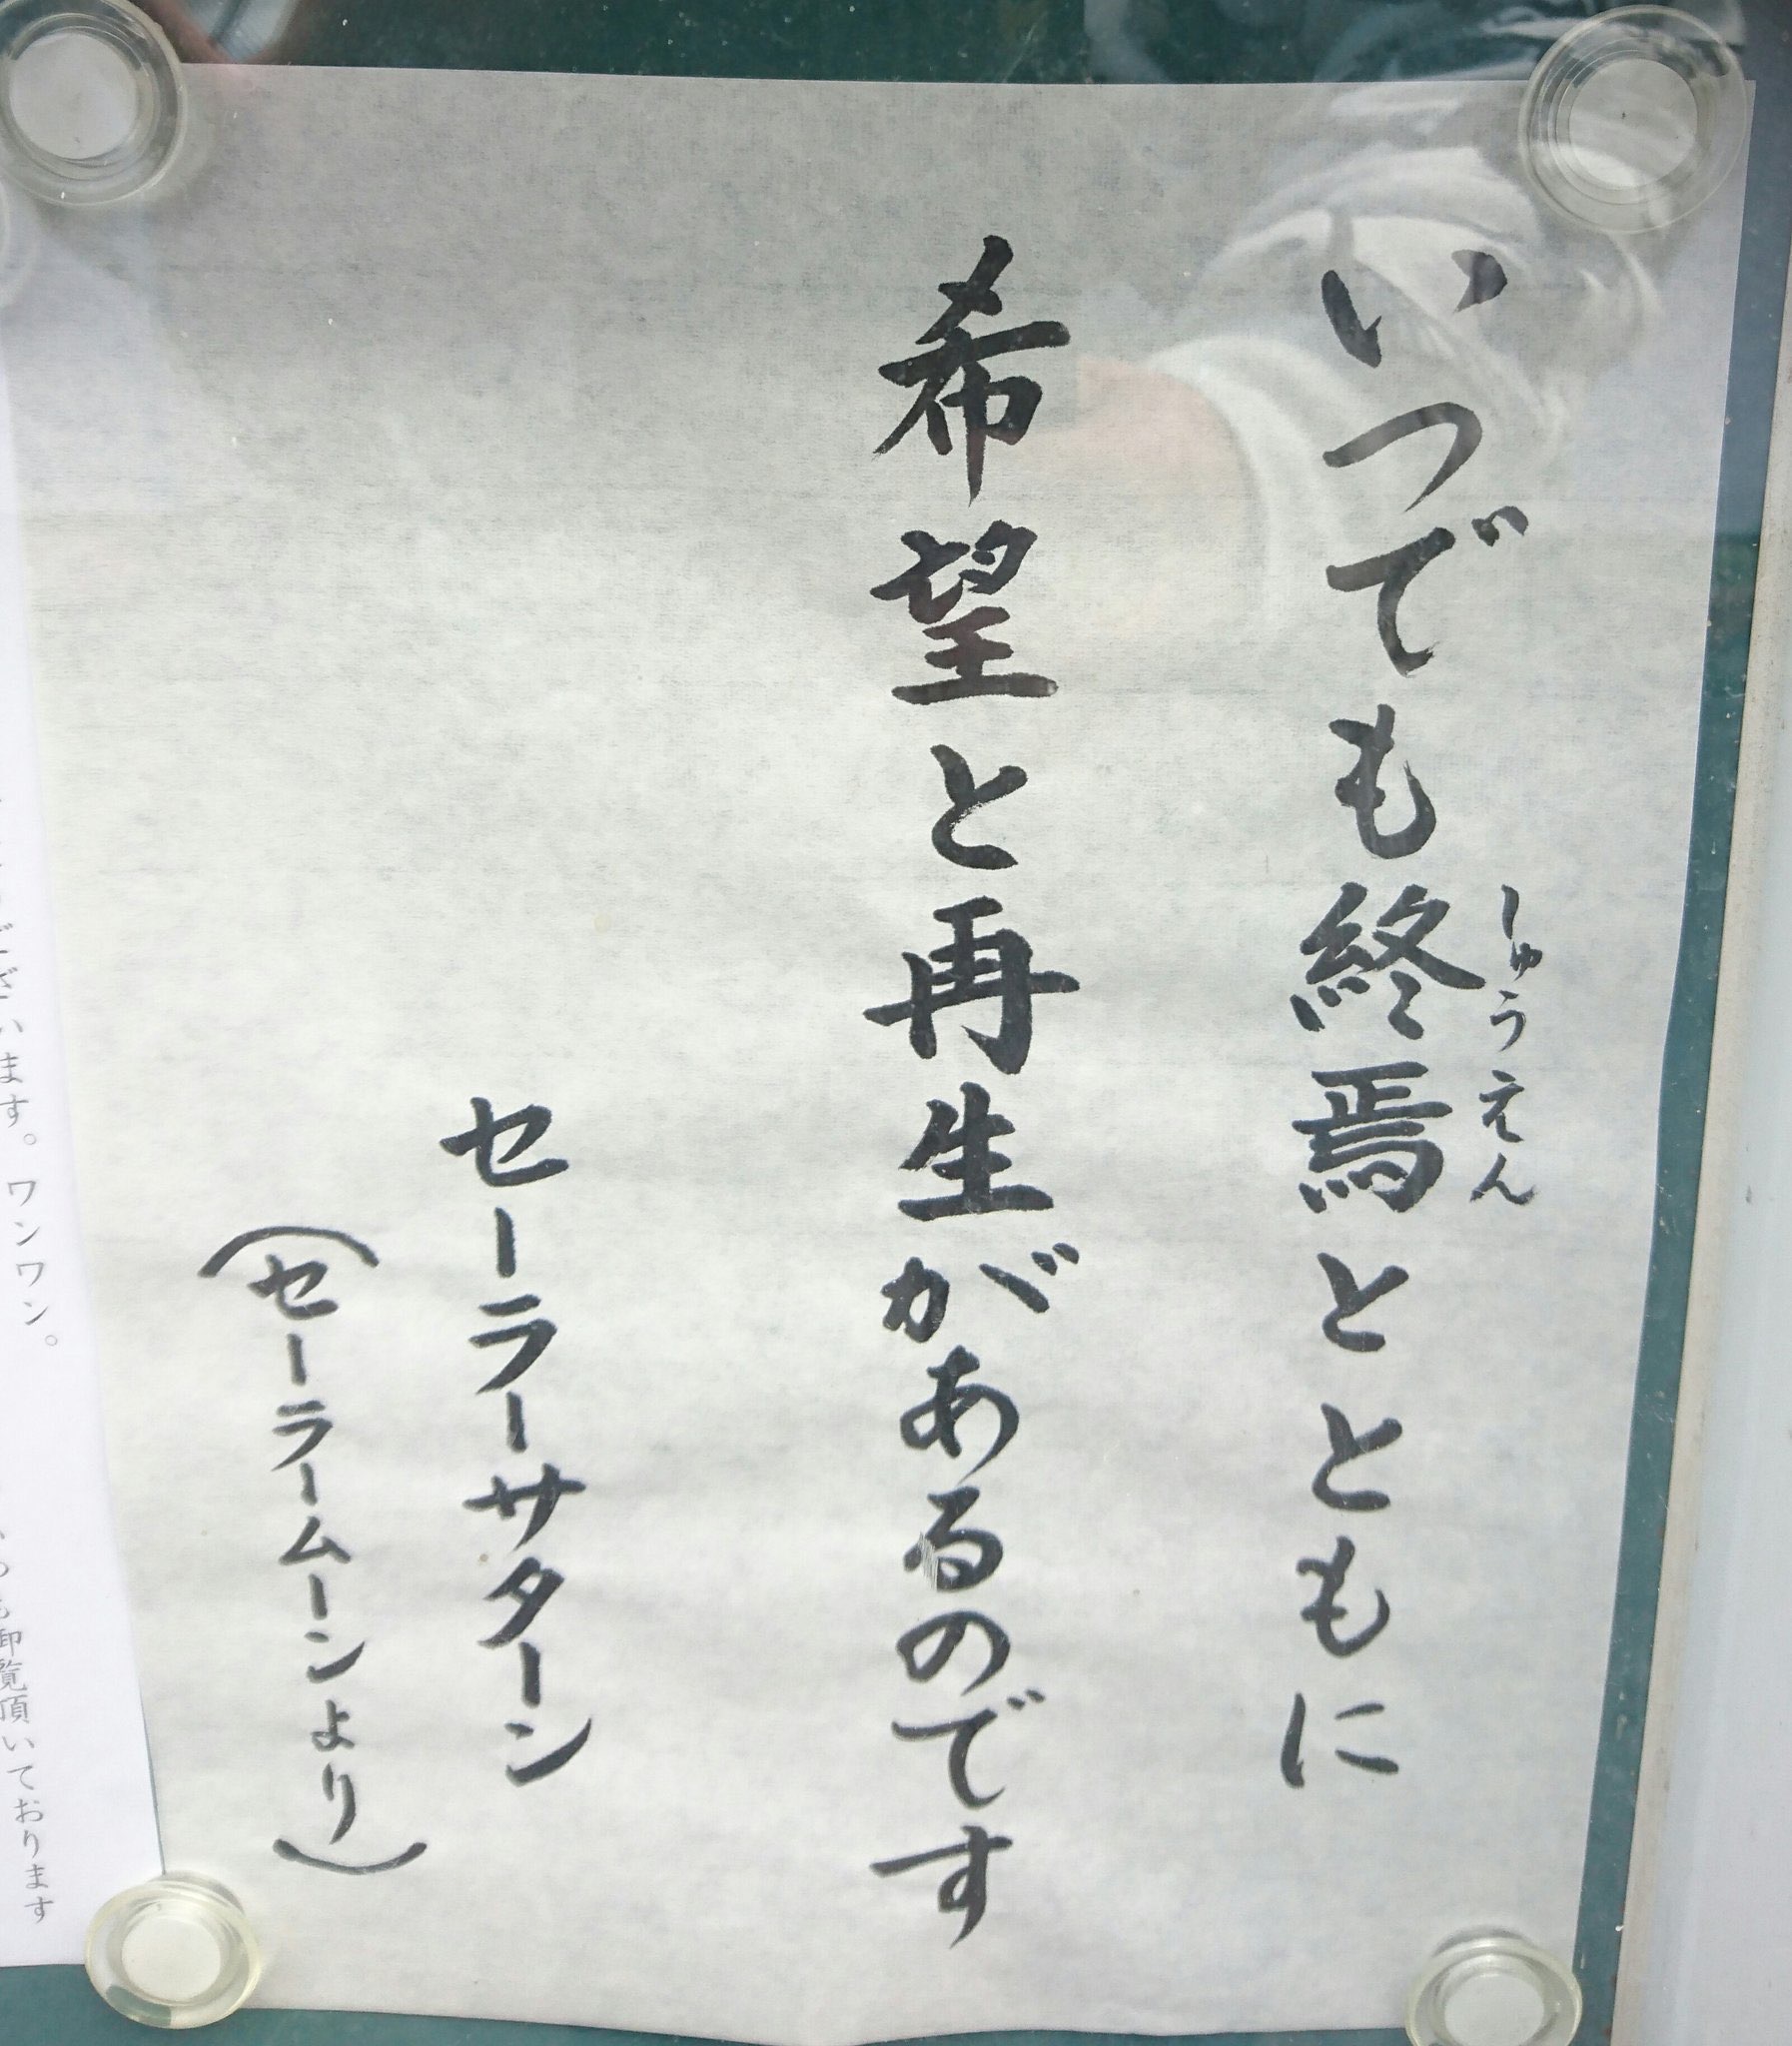 いつでも終焉とともに
しゅうえん
希望と再生があるのです
セーラーサターン
（セーラームーンより）
ございます。ワンワン。
御覧頂いております